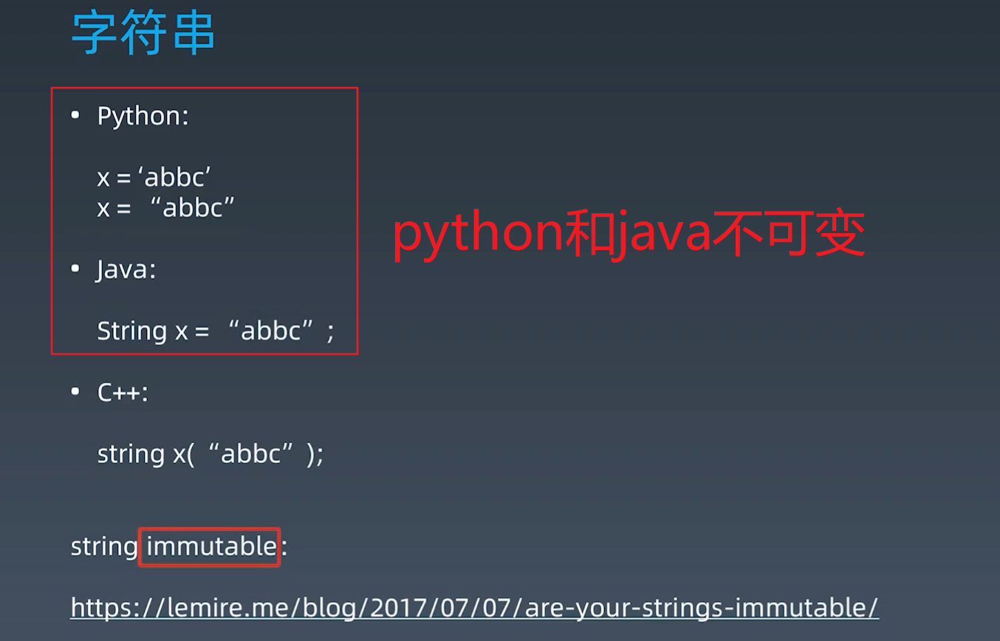 字符串
• Python:
x = ‘abbc’
x = “abbc”
python和java不可变
• Java:
String x = “abbc” ;
• C++:
string x( “abbc” );
string immutable:
https://lemire.me/blog/2017/07/07/are-your-strings-immutable/